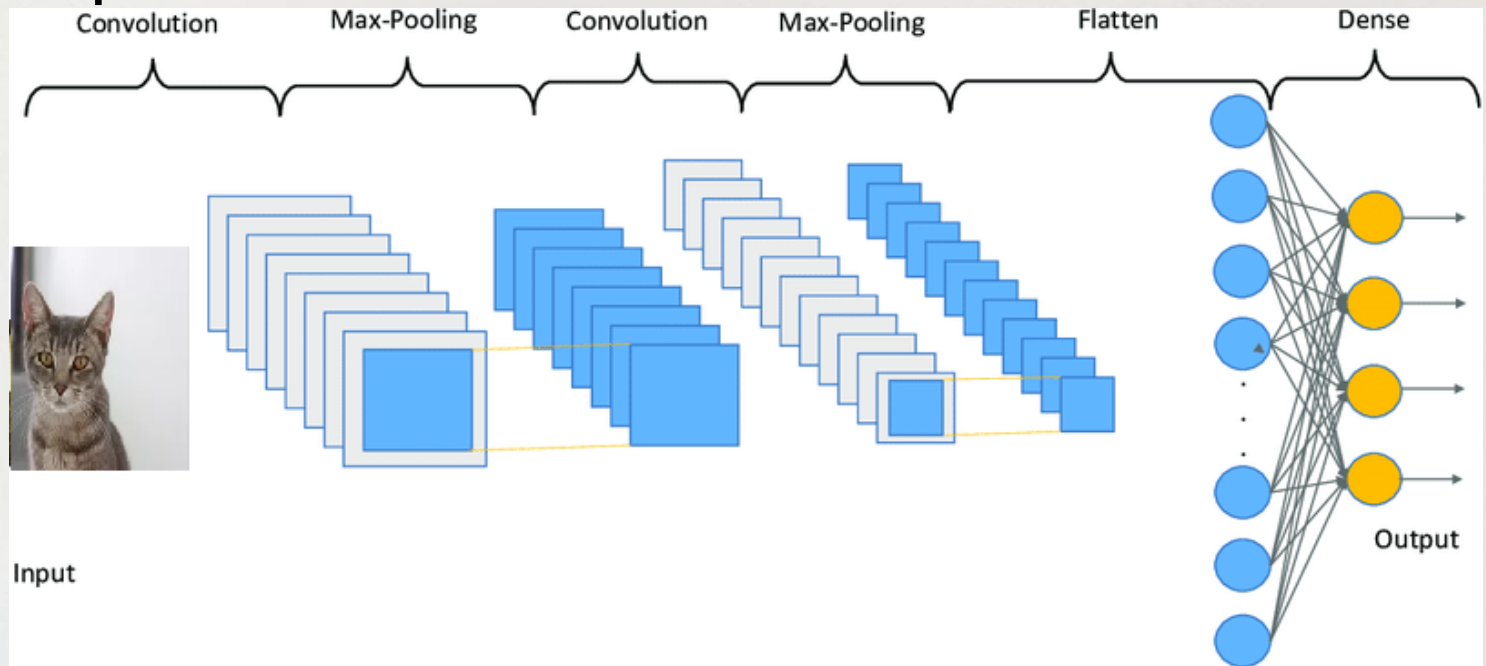 Convolution
Max-Pooling
Convolution
Max-Pooling
Flatten
Dense
Input
Output